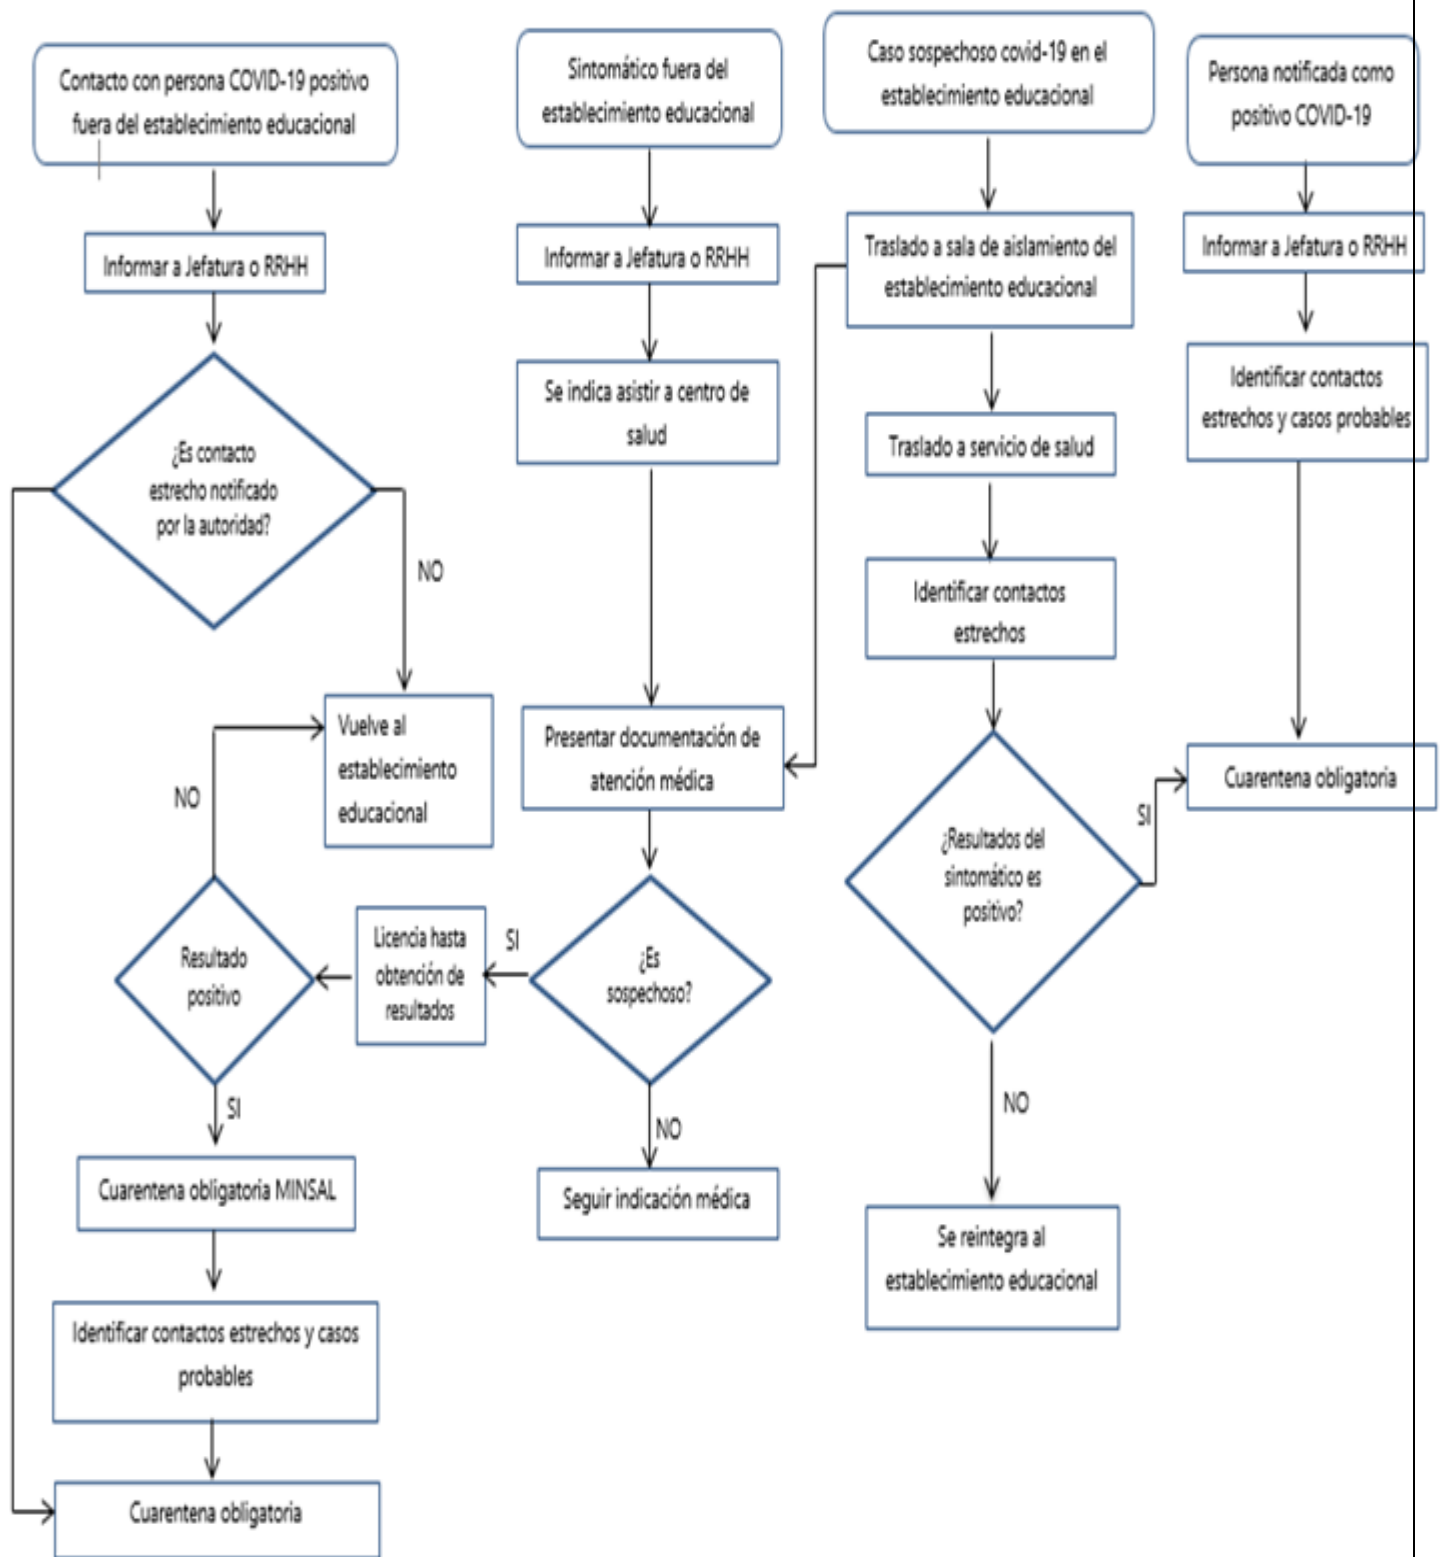 Contacto con persona COVID-19 positivo
fuera del establecimiento educacional
Informar a Jefatura o RRHH
¿Es contacto
estrecho notificado
por la autoridad?
NO
Vuelve al
establecimiento
educacional
NO
Resultado
positivo
SI
Cuarentena obligatoria MINSAL
Identificar contactos estrechos y casos
probables
Cuarentena obligatoria
Sintomático fuera del
establecimiento educacional
Informar a Jefatura o RRHH
Se indica asistir a centro de
salud
Presentar documentación de
atención médica
¿Es
sospechoso?
SI
Licencia hasta
obtención de
resultados
NO
Seguir indicación médica
Caso sospechoso covid-19 en el
establecimiento educacional
Traslado a sala de aislamiento del
establecimiento educacional
Traslado a servicio de salud
Identificar contactos
estrechos
¿Resultados del
sintomático es
positivo?
SI
NO
Se reintegra al
establecimiento educacional
Persona notificada como
positivo COVID-19
Informar a Jefatura o RRHH
Identificar contactos
estrechos y casos probables
Cuarentena obligatoria